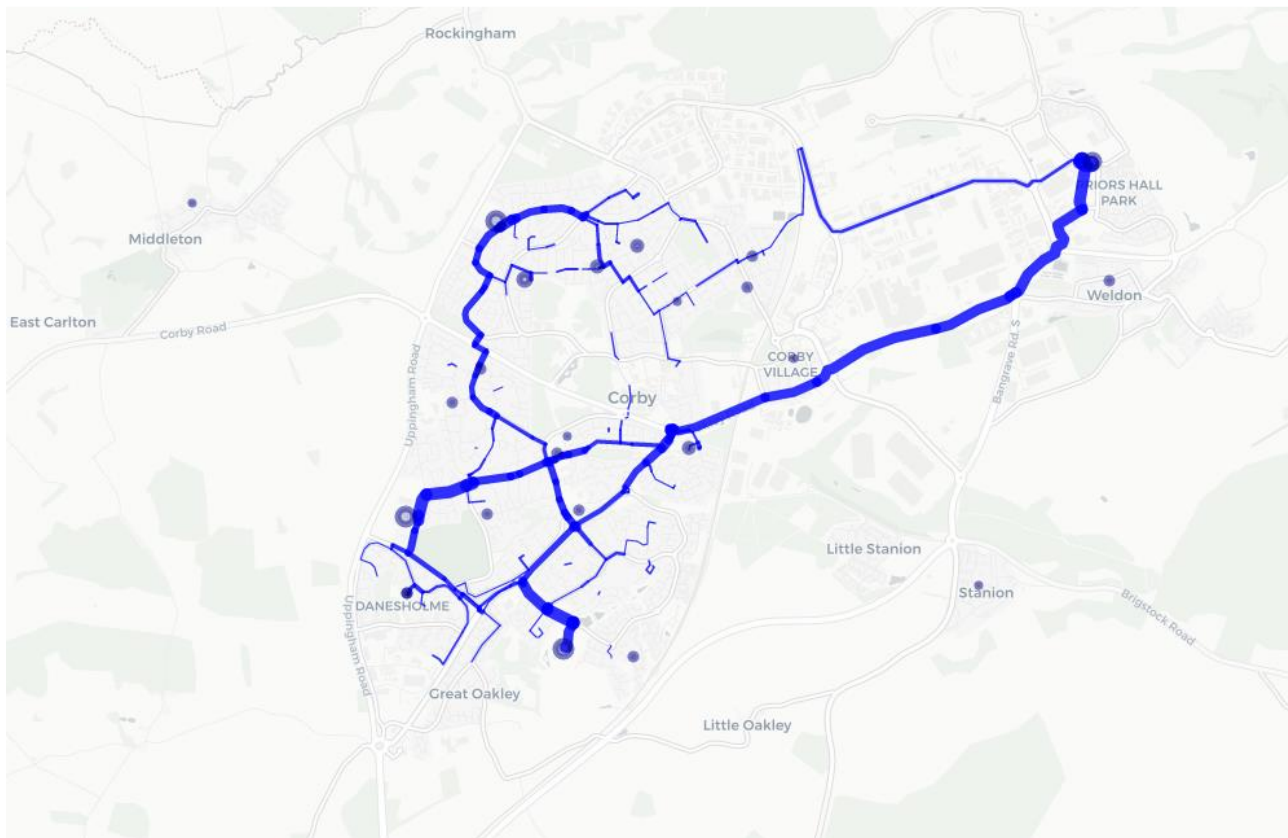 Rockingham
Middleton
East Carlton
Corby Road
Uppingham Road
PRIORS HALL
PARK
Weldon
Bangrave Rd. S
CORBY
VILLAGE
Corby
Little Stanion
Stanion
Brigstock Road
DANESHOLME
Uppingham Road
Great Oakley
Little Oakley